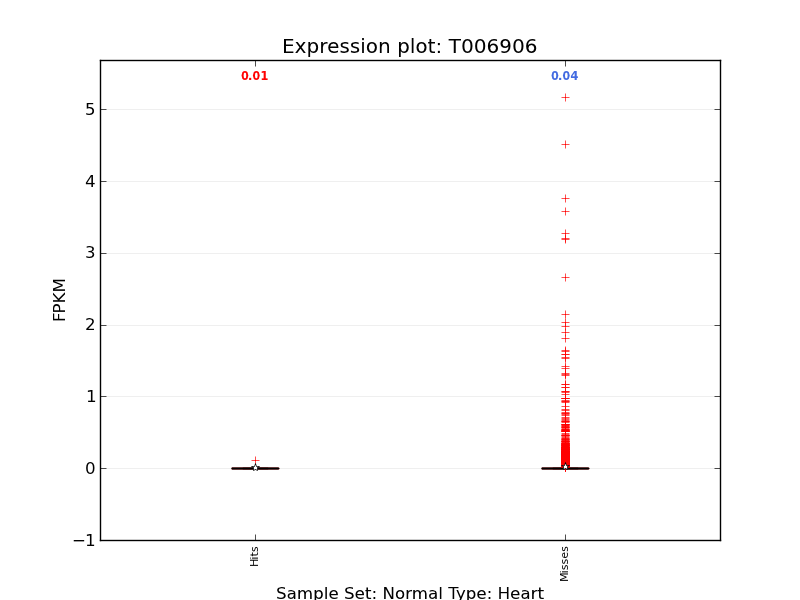 Expression plot: T006906
0.01
0.04
5
4
3
2
1
0
−1
FPKM
Hits
Misses
Sample Set: Normal Type: Heart